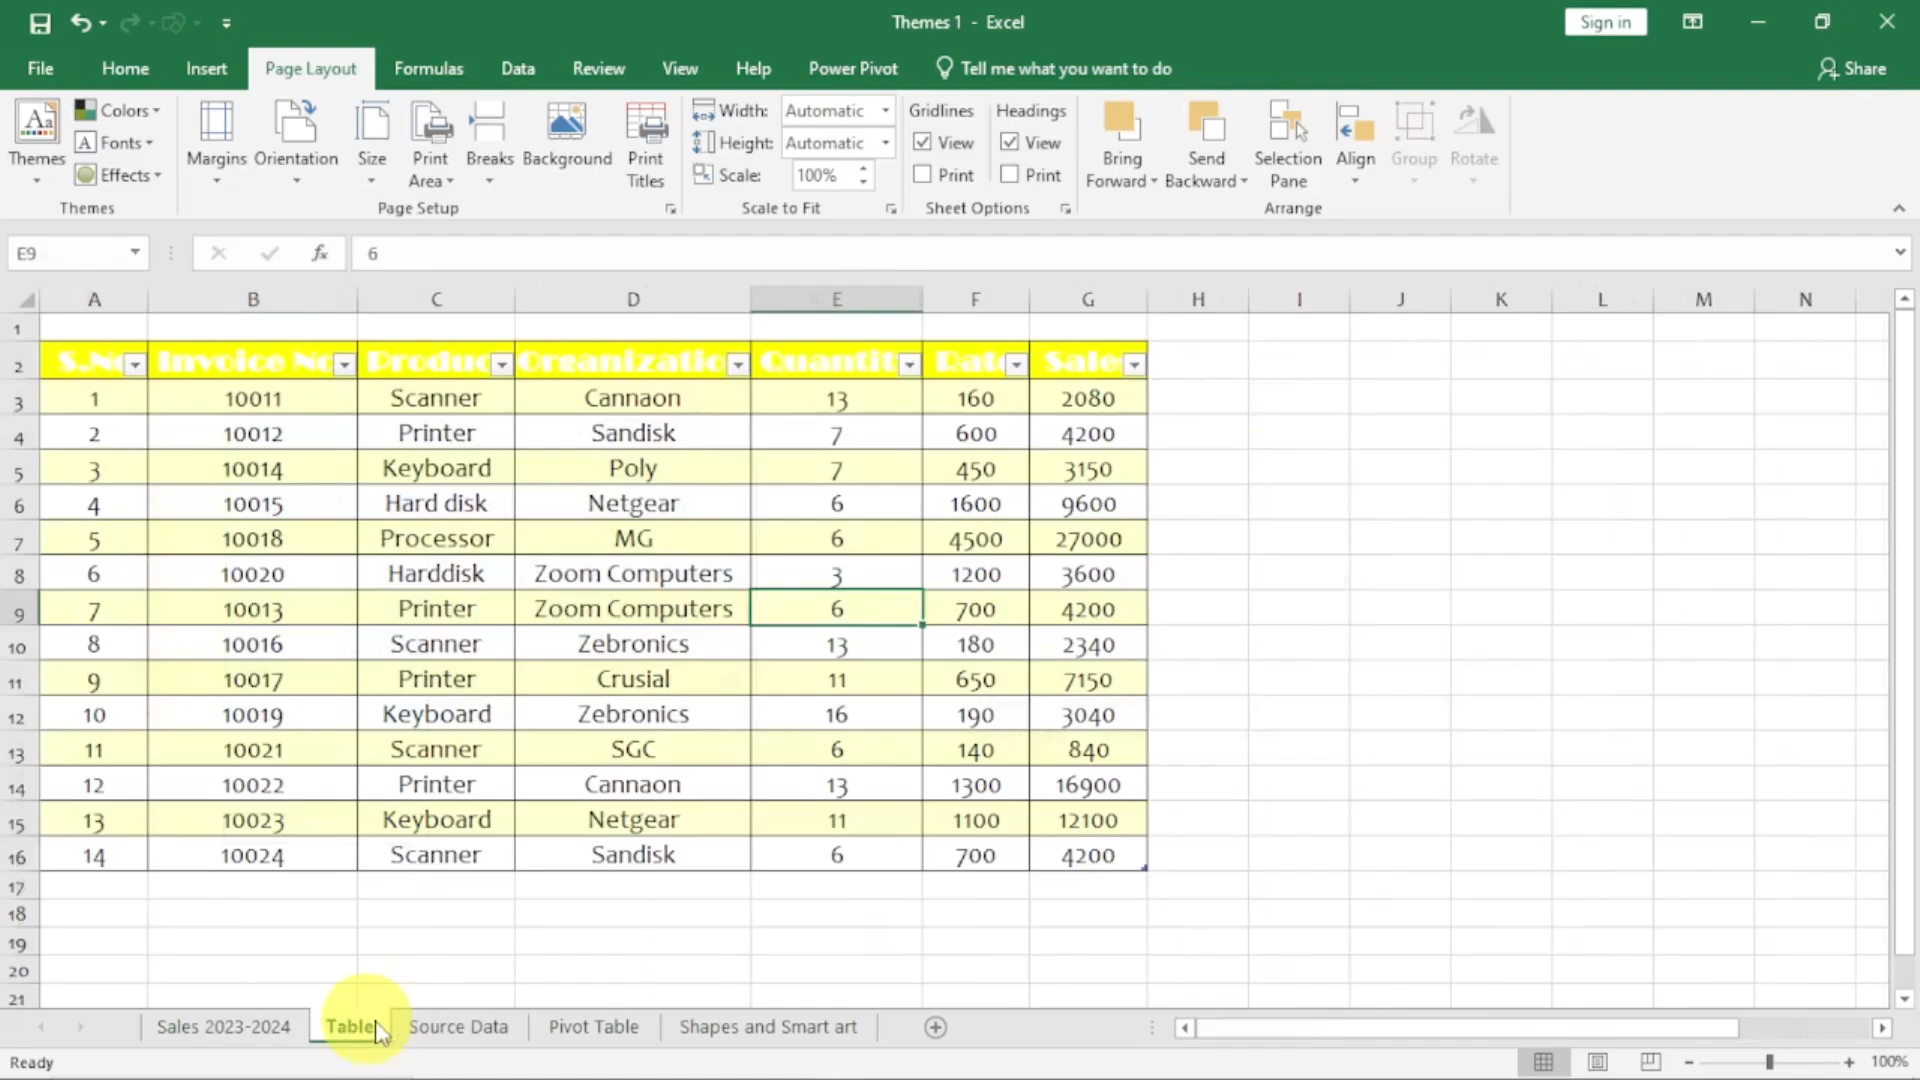 Themes 1 - Excel
Sign in
File Home Insert Page Layout Formulas Data Review View Help Power Pivot Tell me what you want to do Share
Themes Colors Fonts Effects
Themes
Margins Orientation Size Print Area Breaks Background Print Titles
Page Setup
Width: Automatic
Height: Automatic
Scale: 100%
Scale to Fit
Gridlines Headings
View View
Print Print
Sheet Options
Bring Forward Send Backward Selection Pane Align Group Rotate
Arrange
E9 fx 6
A B C D E F G H I J K L M N
1
2 S.No Invoice No Produc Organizatio Quantit Rat Sale
3 1 10011 Scanner Cannaon 13 160 2080
4 2 10012 Printer Sandisk 7 600 4200
5 3 10014 Keyboard Poly 7 450 3150
6 4 10015 Hard disk Netgear 6 1600 9600
7 5 10018 Processor MG 6 4500 27000
8 6 10020 Harddisk Zoom Computers 3 1200 3600
9 7 10013 Printer Zoom Computers 6 700 4200
10 8 10016 Scanner Zebronics 13 180 2340
11 9 10017 Printer Crusial 11 650 7150
12 10 10019 Keyboard Zebronics 16 190 3040
13 11 10021 Scanner SGC 6 140 840
14 12 10022 Printer Cannaon 13 1300 16900
15 13 10023 Keyboard Netgear 11 1100 12100
16 14 10024 Scanner Sandisk 6 700 4200
17
18
19
20
21
Sales 2023-2024 Table Source Data Pivot Table Shapes and Smart art
Ready 100%